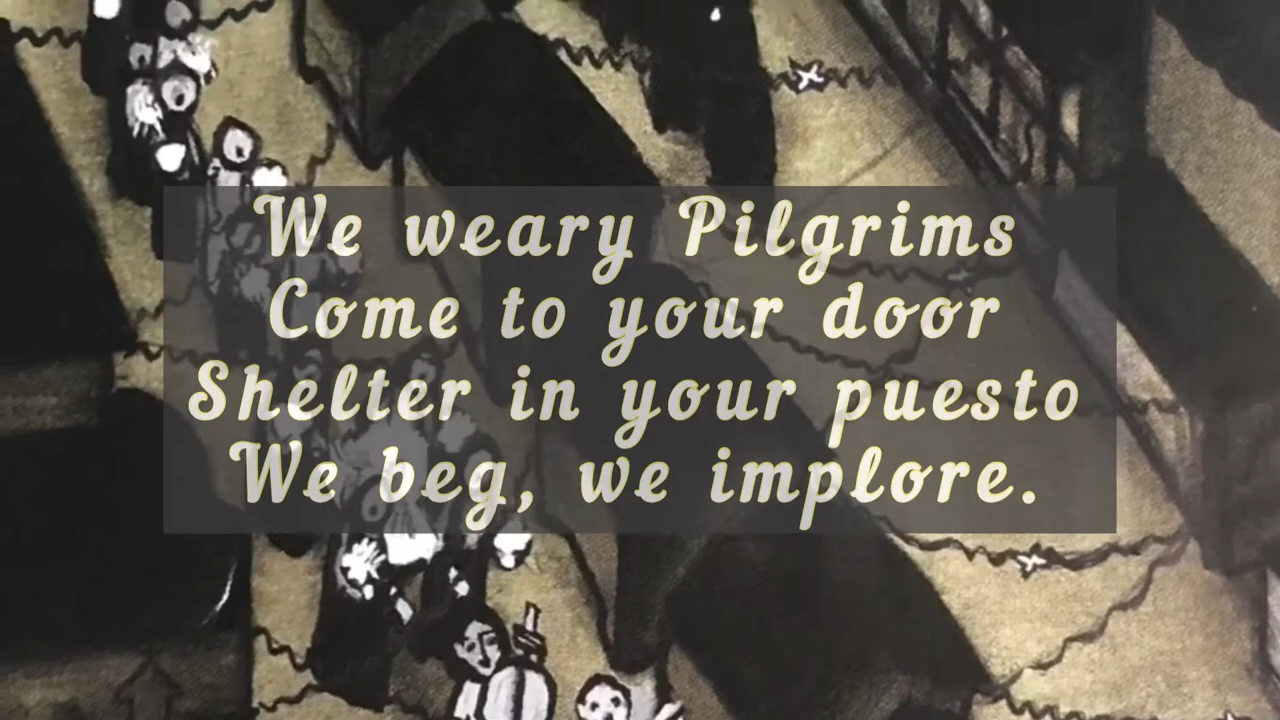 We weary Pilgrims
Come to your door
Shelter in your puesto
We beg, we implore.